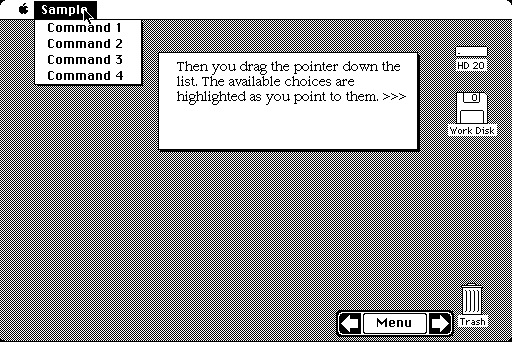 Sample
Command 1
Command 2
Command 3
Command 4
Then you drag the pointer down the
list. The available choices are
highlighted as you point to them. >>>
HD 20
0
Work Disk
Menu
Trash